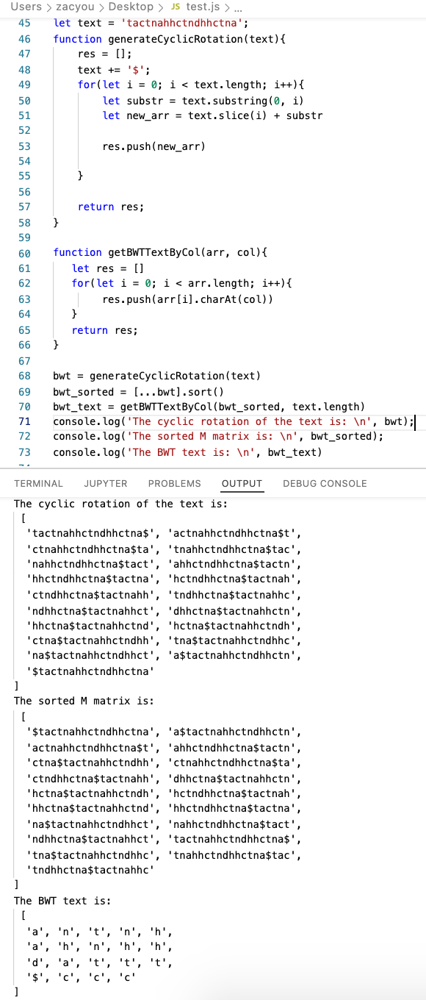 Users > zacyou > Desktop > JS test.js > ...
45 let text = 'tactnahhctndhhctna';
46 function generateCyclicRotation(text){
47 res = [];
48 text += '$';
49 for(let i = 0; i < text.length; i++){
50 let substr = text.substring(0, i)
51 let new_arr = text.slice(i) + substr
52
53 res.push(new_arr)
54
55 }
56
57 return res;
58 }
59
60 function getBWTTextByCol(arr, col){
61 let res = []
62 for(let i = 0; i < arr.length; i++){
63 res.push(arr[i].charAt(col))
64 }
65 return res;
66 }
67
68 bwt = generateCyclicRotation(text)
69 bwt_sorted = [...bwt].sort()
70 bwt_text = getBWTTextByCol(bwt_sorted, text.length)
71 console.log('The cyclic rotation of the text is: \n', bwt);
72 console.log('The sorted M matrix is: \n', bwt_sorted);
73 console.log('The BWT text is: \n', bwt_text)
TERMINAL JUPYTER PROBLEMS OUTPUT DEBUG CONSOLE
The cyclic rotation of the text is:
[
'tactnahhctndhhctna$', 'actnahhctndhhctna$t',
'ctnahhctndhhctna$ta', 'tnahhctndhhctna$tac',
'nahhctndhhctna$tact', 'ahhctndhhctna$tactn',
'hhctndhhctna$tactna', 'hctndhhctna$tactnah',
'ctndhhctna$tactnahh', 'tndhhctna$tactnahhc',
'ndhhctna$tactnahhct', 'dhhctna$tactnahhctn',
'hhctna$tactnahhctnd', 'hctna$tactnahhctndh',
'ctna$tactnahhctndhh', 'tna$tactnahhctndhhc',
'na$tactnahhctndhhct', 'a$tactnahhctndhhctn',
'$tactnahhctndhhctna'
]
The sorted M matrix is:
[
'$tactnahhctndhhctna', 'a$tactnahhctndhhctn',
'actnahhctndhhctna$t', 'ahhctndhhctna$tactn',
'ctna$tactnahhctndhh', 'ctnahhctndhhctna$ta',
'ctndhhctna$tactnahh', 'dhhctna$tactnahhctn',
'hctna$tactnahhctndh', 'hctndhhctna$tactnah',
'hhctna$tactnahhctnd', 'hhctndhhctna$tactna',
'na$tactnahhctndhhct', 'nahhctndhhctna$tact',
'ndhhctna$tactnahhct', 'tactnahhctndhhctna$',
'tna$tactnahhctndhhc', 'tnahhctndhhctna$tac',
'tndhhctna$tactnahhc'
]
The BWT text is:
[
'a', 'n', 't', 'n', 'h',
'a', 'h', 'n', 'h', 'h',
'd', 'a', 't', 't', 't',
'$', 'c', 'c', 'c'
]